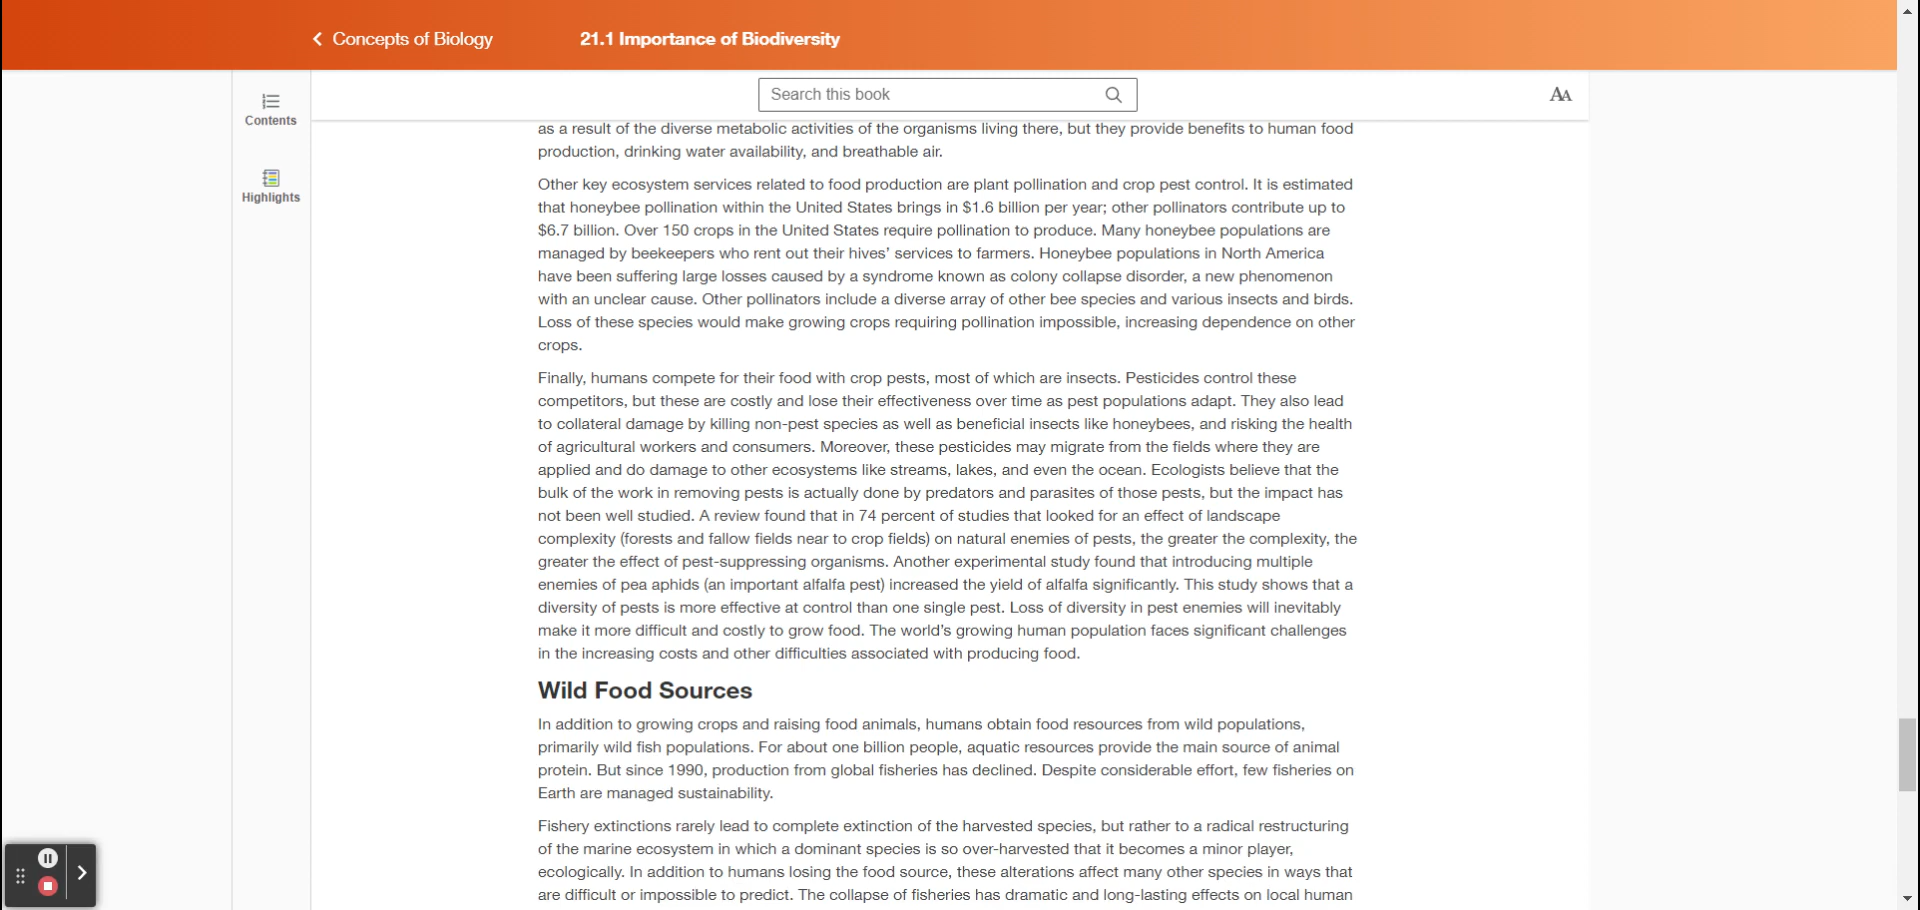 Concepts of Biology
21.1 Importance of Biodiversity
Search this book
AA
Contents
Highlights
as a result of the diverse metabolic activities of the organisms living there, but they provide benefits to human food
production, drinking water availability, and breathable air.
Other key ecosystem services related to food production are plant pollination and crop pest control. It is estimated
that honeybee pollination within the United States brings in $1.6 billion per year; other pollinators contribute up to
$6.7 billion. Over 150 crops in the United States require pollination to produce. Many honeybee populations are
managed by beekeepers who rent out their hives’ services to farmers. Honeybee populations in North America
have been suffering large losses caused by a syndrome known as colony collapse disorder, a new phenomenon
with an unclear cause. Other pollinators include a diverse array of other bee species and various insects and birds.
Loss of these species would make growing crops requiring pollination impossible, increasing dependence on other
crops.
Finally, humans compete for their food with crop pests, most of which are insects. Pesticides control these
competitors, but these are costly and lose their effectiveness over time as pest populations adapt. They also lead
to collateral damage by killing non-pest species as well as beneficial insects like honeybees, and risking the health
of agricultural workers and consumers. Moreover, these pesticides may migrate from the fields where they are
applied and do damage to other ecosystems like streams, lakes, and even the ocean. Ecologists believe that the
bulk of the work in removing pests is actually done by predators and parasites of those pests, but the impact has
not been well studied. A review found that in 74 percent of studies that looked for an effect of landscape
complexity (forests and fallow fields near to crop fields) on natural enemies of pests, the greater the complexity, the
greater the effect of pest-suppressing organisms. Another experimental study found that introducing multiple
enemies of pea aphids (an important alfalfa pest) increased the yield of alfalfa significantly. This study shows that a
diversity of pests is more effective at control than one single pest. Loss of diversity in pest enemies will inevitably
make it more difficult and costly to grow food. The world’s growing human population faces significant challenges
in the increasing costs and other difficulties associated with producing food.
Wild Food Sources
In addition to growing crops and raising food animals, humans obtain food resources from wild populations,
primarily wild fish populations. For about one billion people, aquatic resources provide the main source of animal
protein. But since 1990, production from global fisheries has declined. Despite considerable effort, few fisheries on
Earth are managed sustainability.
Fishery extinctions rarely lead to complete extinction of the harvested species, but rather to a radical restructuring
of the marine ecosystem in which a dominant species is so over-harvested that it becomes a minor player,
ecologically. In addition to humans losing the food source, these alterations affect many other species in ways that
are difficult or impossible to predict. The collapse of fisheries has dramatic and long-lasting effects on local human